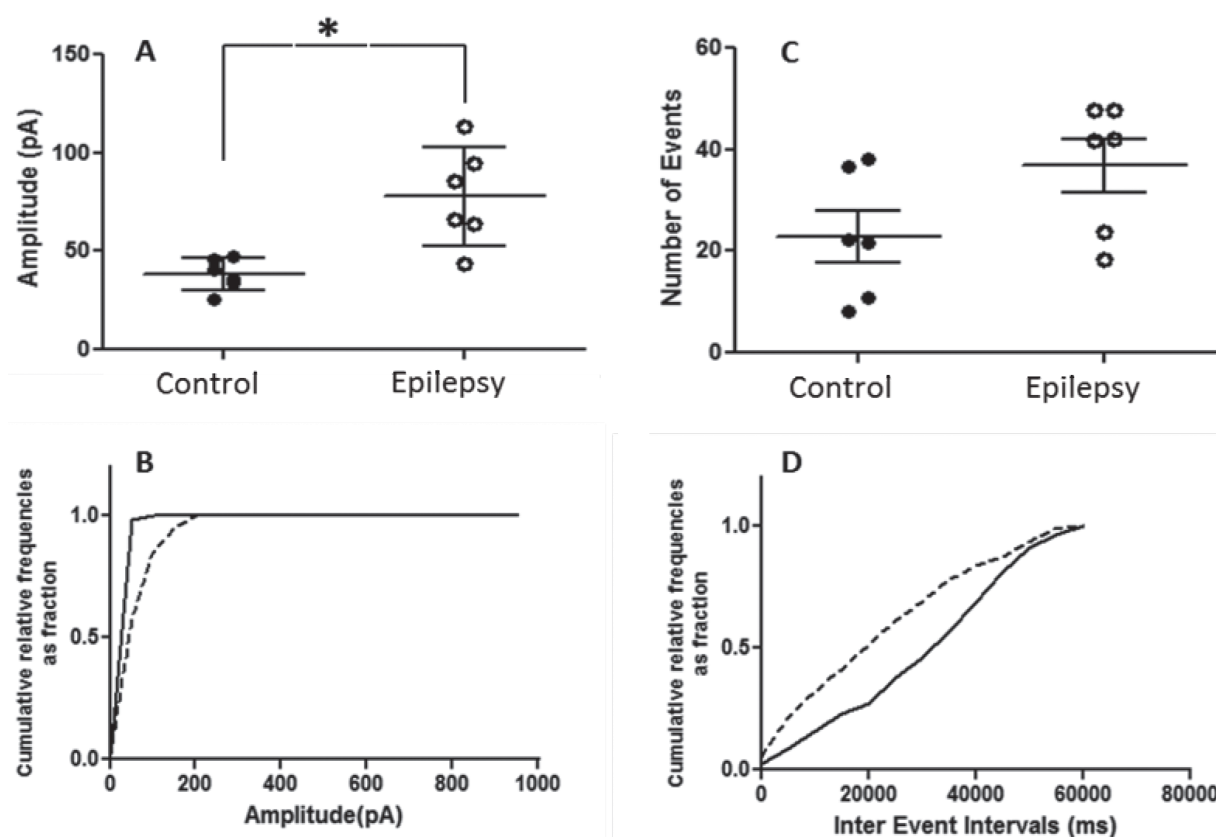 A
*
Amplitude (pA)
150
100
50
0
Control
Epilepsy
C
Number of Events
60
40
20
0
Control
Epilepsy
B
Cumulative relative frequencies
as fraction
1.0
0.5
0.0
0
200
400
600
800
1000
Amplitude(pA)
D
Cumulative relative frequencies
as fraction
1.0
0.5
0.0
0
20000
40000
60000
80000
Inter Event Intervals (ms)